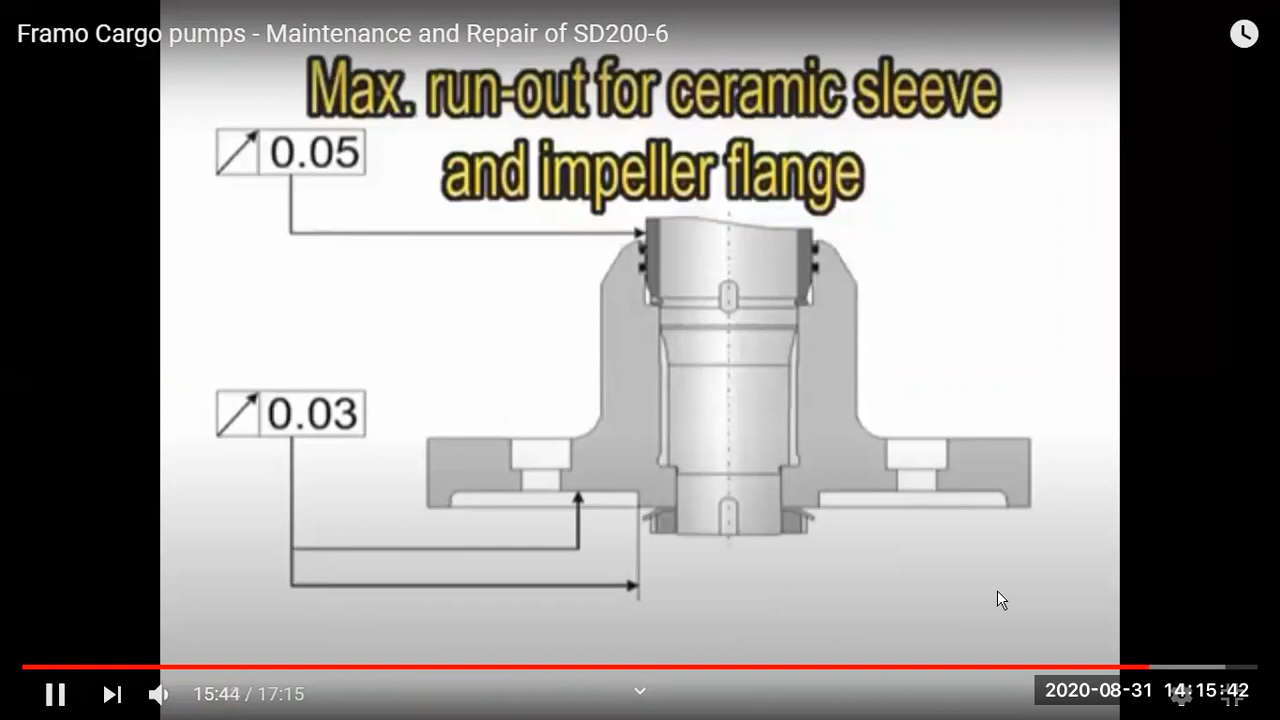 Framo Cargo pumps - Maintenance and Repair of SD200-6
Max. run-out for ceramic sleeve
and impeller flange
0.05
0.03
15:44 / 17:15
2020-08-31 14:15:42